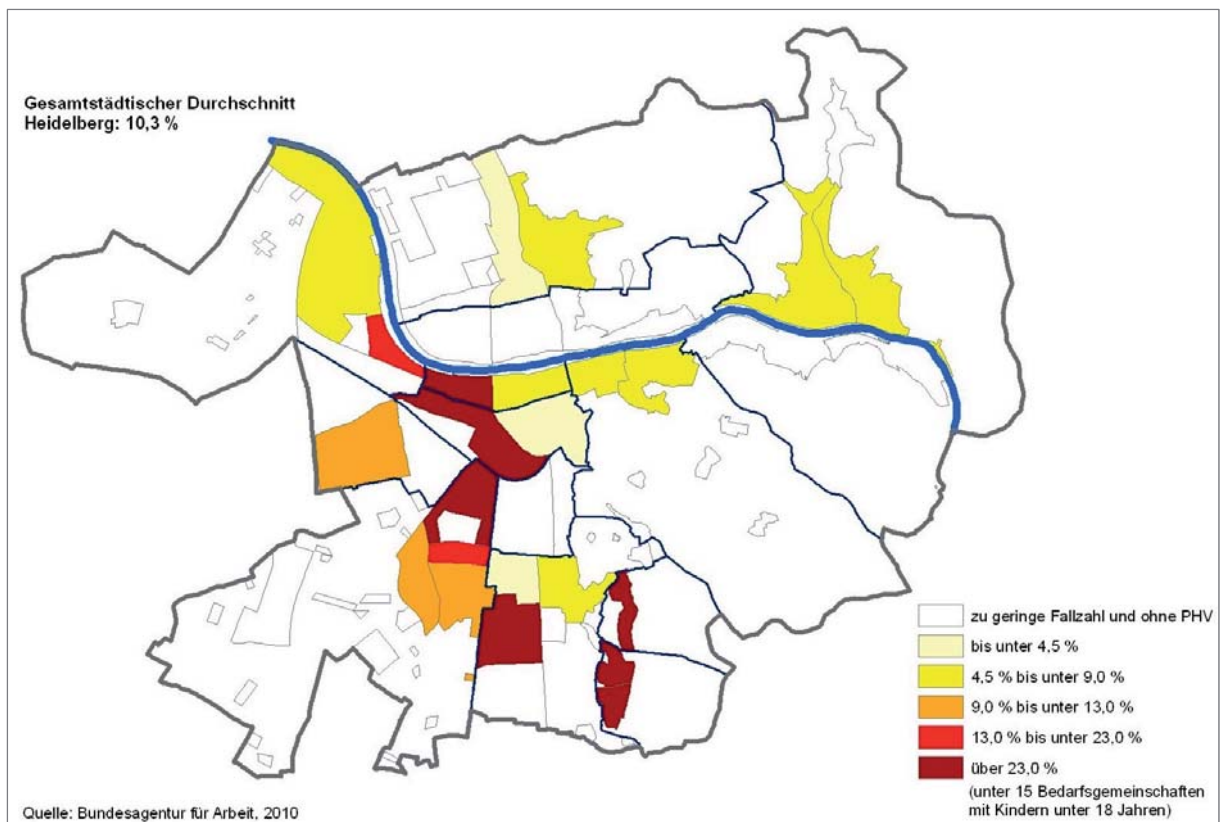 Gesamtstädtischer Durchschnitt
Heidelberg: 10,3 %
zu geringe Fallzahl und ohne PHV
bis unter 4,5 %
4,5 % bis unter 9,0 %
9,0 % bis unter 13,0 %
13,0 % bis unter 23,0 %
über 23,0 %
(unter 15 Bedarfsgemeinschaften
mit Kindern unter 18 Jahren)
Quelle: Bundesagentur für Arbeit, 2010